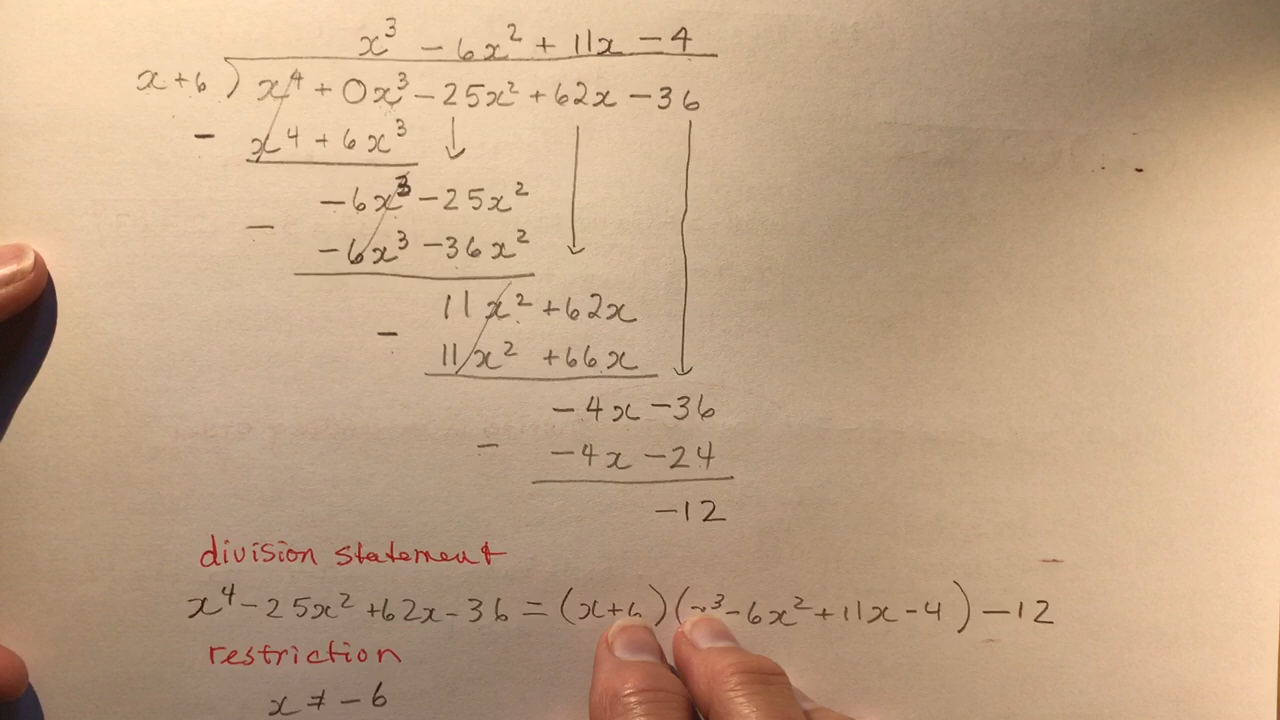 x³ - 6x² + 11x - 4
x+6 ) x⁴ + 0x³ - 25x² + 62x - 36
- x⁴ + 6x³
-6x³ - 25x²
- -6x³ - 36x²
11x² + 62x
- 11x² + 66x
-4x - 36
- -4x - 24
-12
division statement
x⁴ - 25x² + 62x - 36 = (x+6)(x³ - 6x² + 11x - 4) - 12
restriction
x ≠ -6